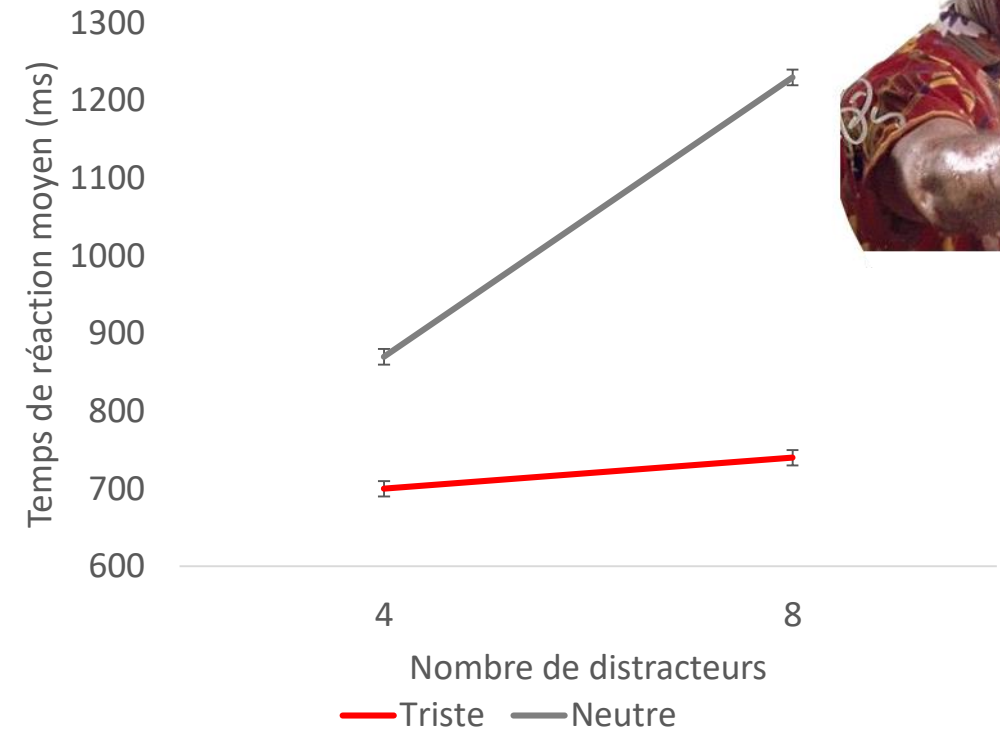 Temps de réaction moyen (ms)
1300
1200
1100
1000
900
800
700
600
4
8
Nombre de distracteurs
Triste
Neutre